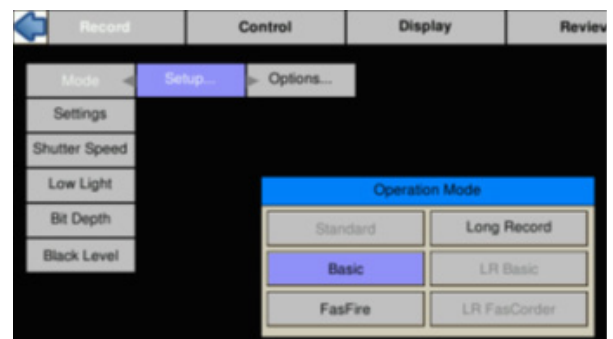 Record Control Display Review
Mode Setup... Options...
Settings
Shutter Speed
Low Light
Bit Depth
Black Level
Operation Mode
Standard Long Record
Basic LR Basic
FasFire LR FasCorder